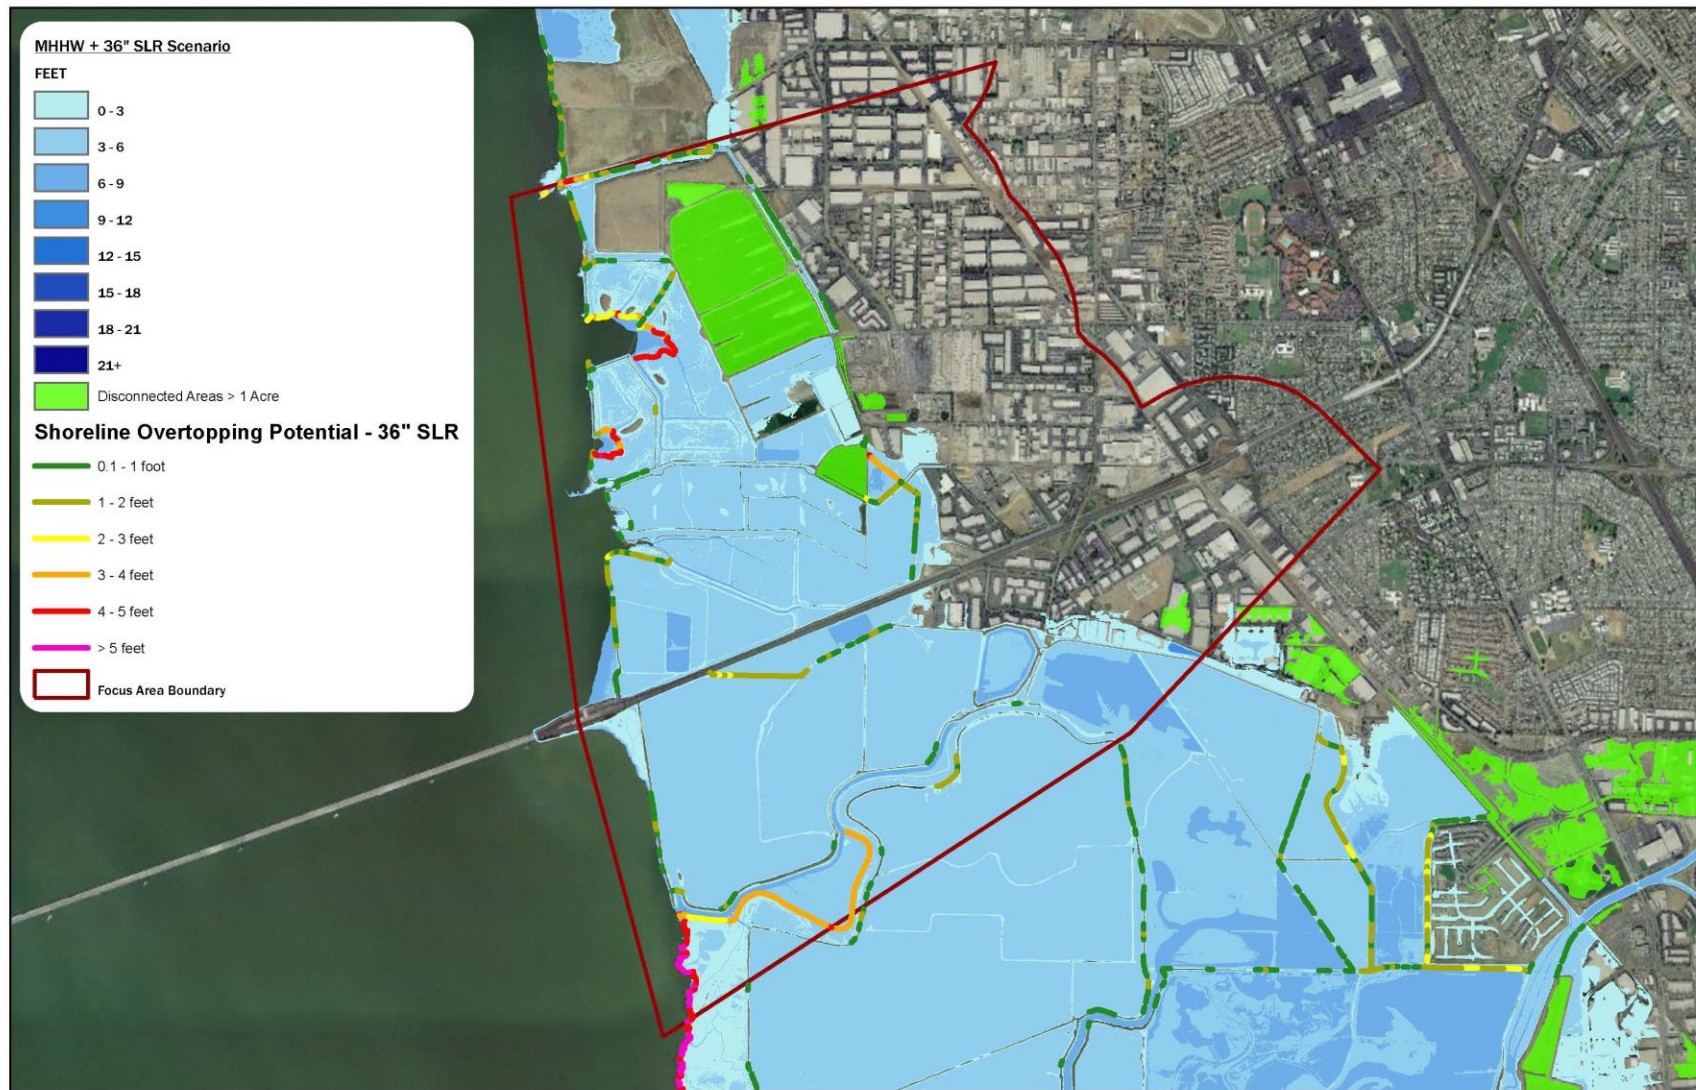 MHHW + 36" SLR Scenario
FEET
0 - 3
3 - 6
6 - 9
9 - 12
12 - 15
15 - 18
18 - 21
21+
Disconnected Areas > 1 Acre
Shoreline Overtopping Potential - 36" SLR
0.1 - 1 foot
1 - 2 feet
2 - 3 feet
3 - 4 feet
4 - 5 feet
> 5 feet
Focus Area Boundary